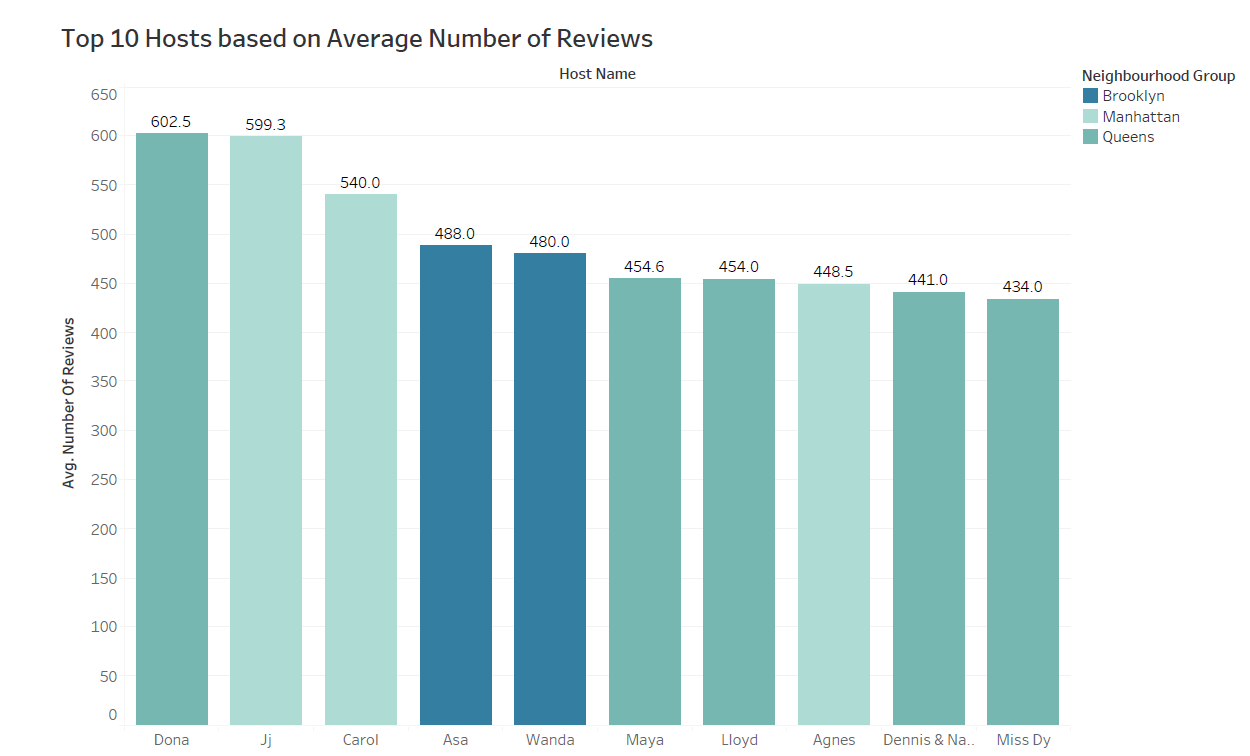 Top 10 Hosts based on Average Number of Reviews
Host Name
Neighbourhood Group
Brooklyn
Manhattan
Queens
Avg. Number Of Reviews
650
600
550
500
450
400
350
300
250
200
150
100
50
0
602.5
599.3
540.0
488.0
480.0
454.6
454.0
448.5
441.0
434.0
Dona
Jj
Carol
Asa
Wanda
Maya
Lloyd
Agnes
Dennis & Na..
Miss Dy